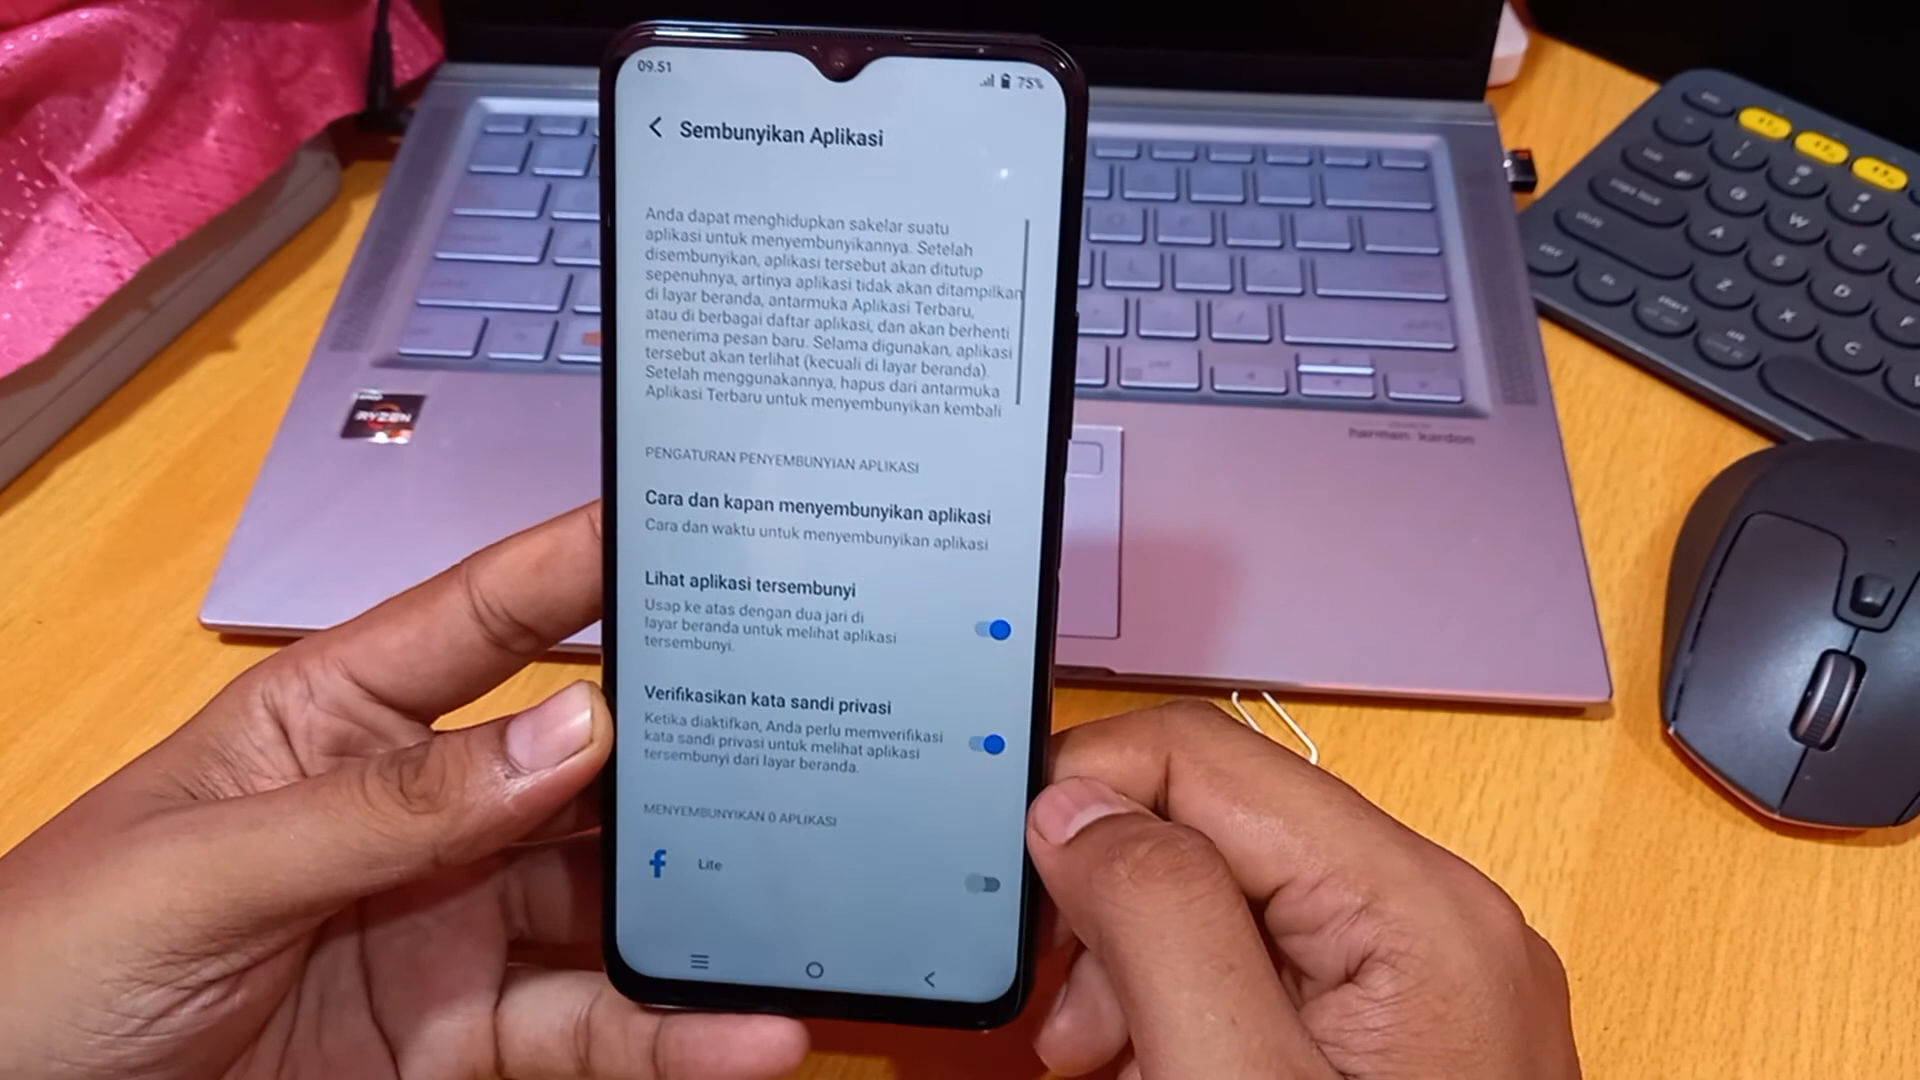 09.51
75%
Sembunyikan Aplikasi
Anda dapat menghidupkan sakelar suatu
aplikasi untuk menyembunyikannya. Setelah
disembunyikan, aplikasi tersebut akan ditutup
sepenuhnya, artinya aplikasi tidak akan ditampilkan
di layar beranda, antarmuka Aplikasi Terbaru,
atau di berbagai daftar aplikasi, dan akan berhenti
menerima pesan baru. Selama digunakan, aplikasi
tersebut akan terlihat (kecuali di layar beranda).
Setelah menggunakannya, hapus dari antarmuka
Aplikasi Terbaru untuk menyembunyikan kembali
PENGATURAN PENYEMBUNYIAN APLIKASI
Cara dan kapan menyembunyikan aplikasi
Cara dan waktu untuk menyembunyikan aplikasi
Lihat aplikasi tersembunyi
Usap ke atas dengan dua jari di
layar beranda untuk melihat aplikasi
tersembunyi.
Verifikasikan kata sandi privasi
Ketika diaktifkan, Anda perlu memverifikasi
kata sandi privasi untuk melihat aplikasi
tersembunyi dari layar beranda.
MENYEMBUNYIKAN 0 APLIKASI
Lite
RYZEN
harman/kardon
Q
W
E
A
S
D
F
Z
X
C